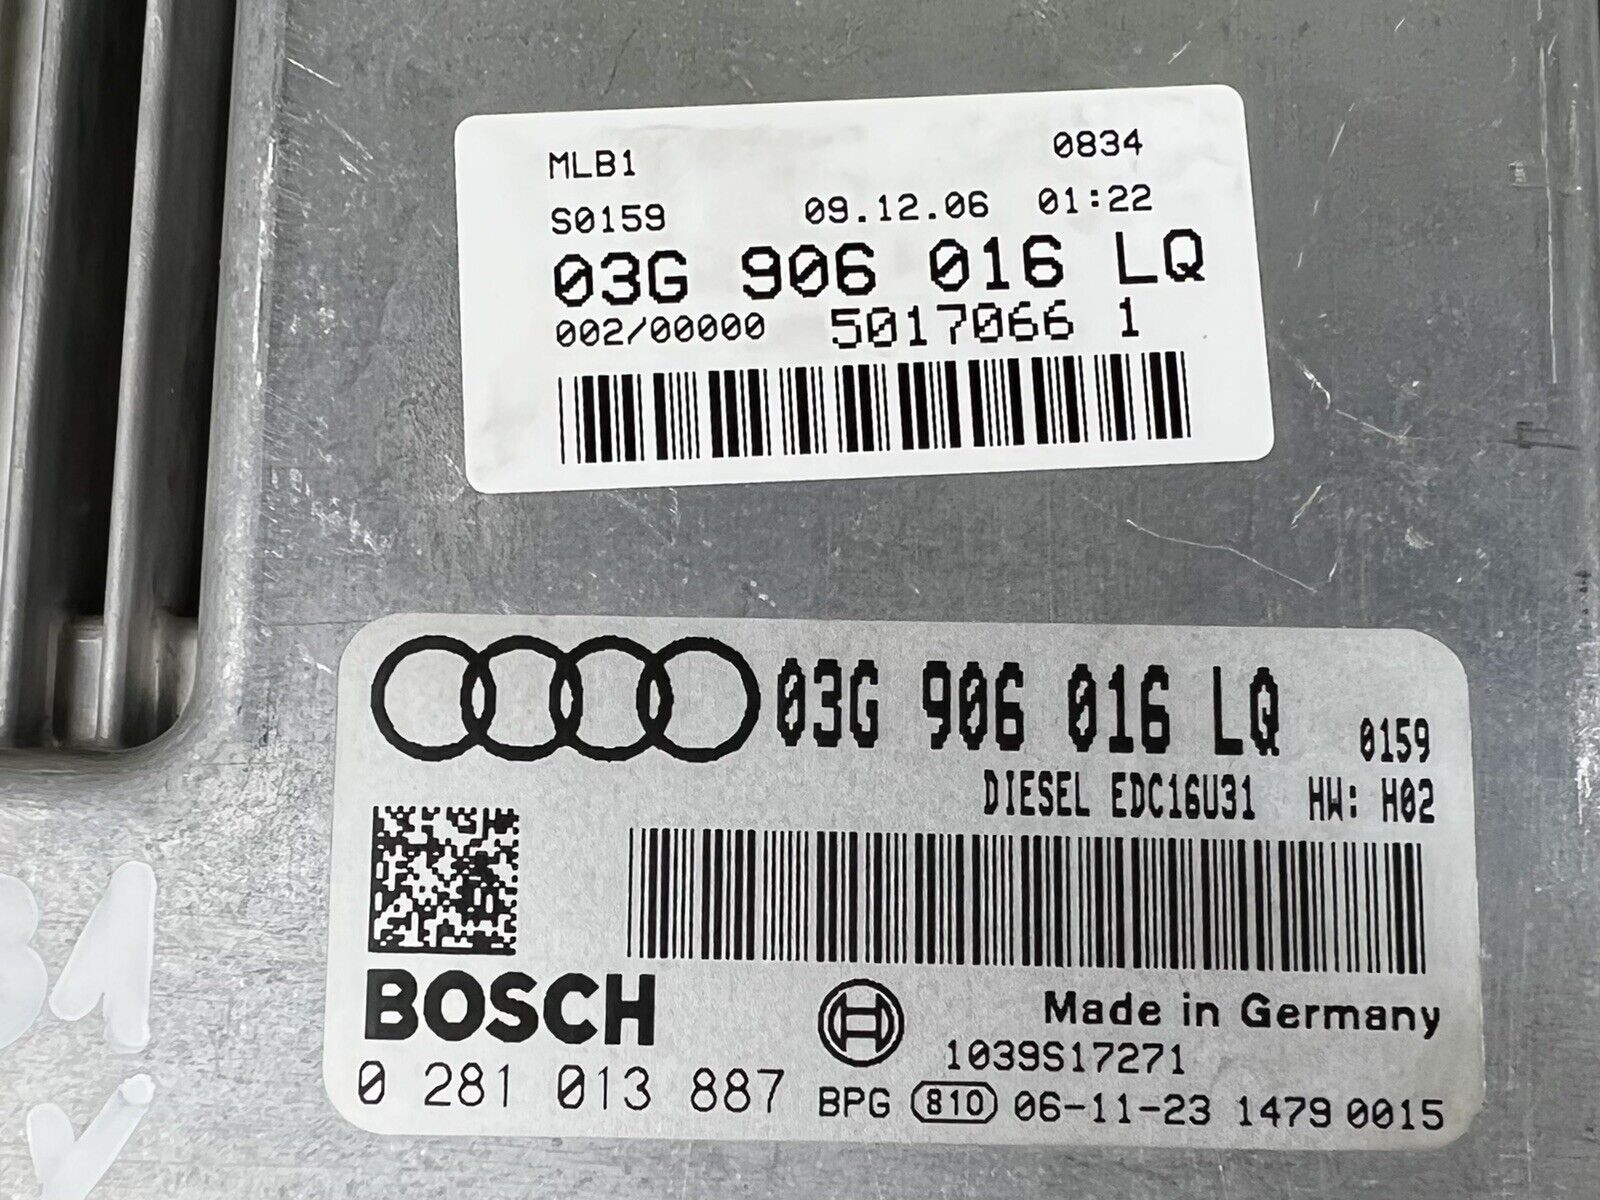 MLB1 0834
S0159 09.12.06 01:22
03G 906 016 LQ
002/00000 5017066 1
03G 906 016 LQ 0159
DIESEL EDC16U31 HW: H02
BOSCH Made in Germany
1039S17271
0 281 013 887 BPG 810 06-11-23 1479 0015